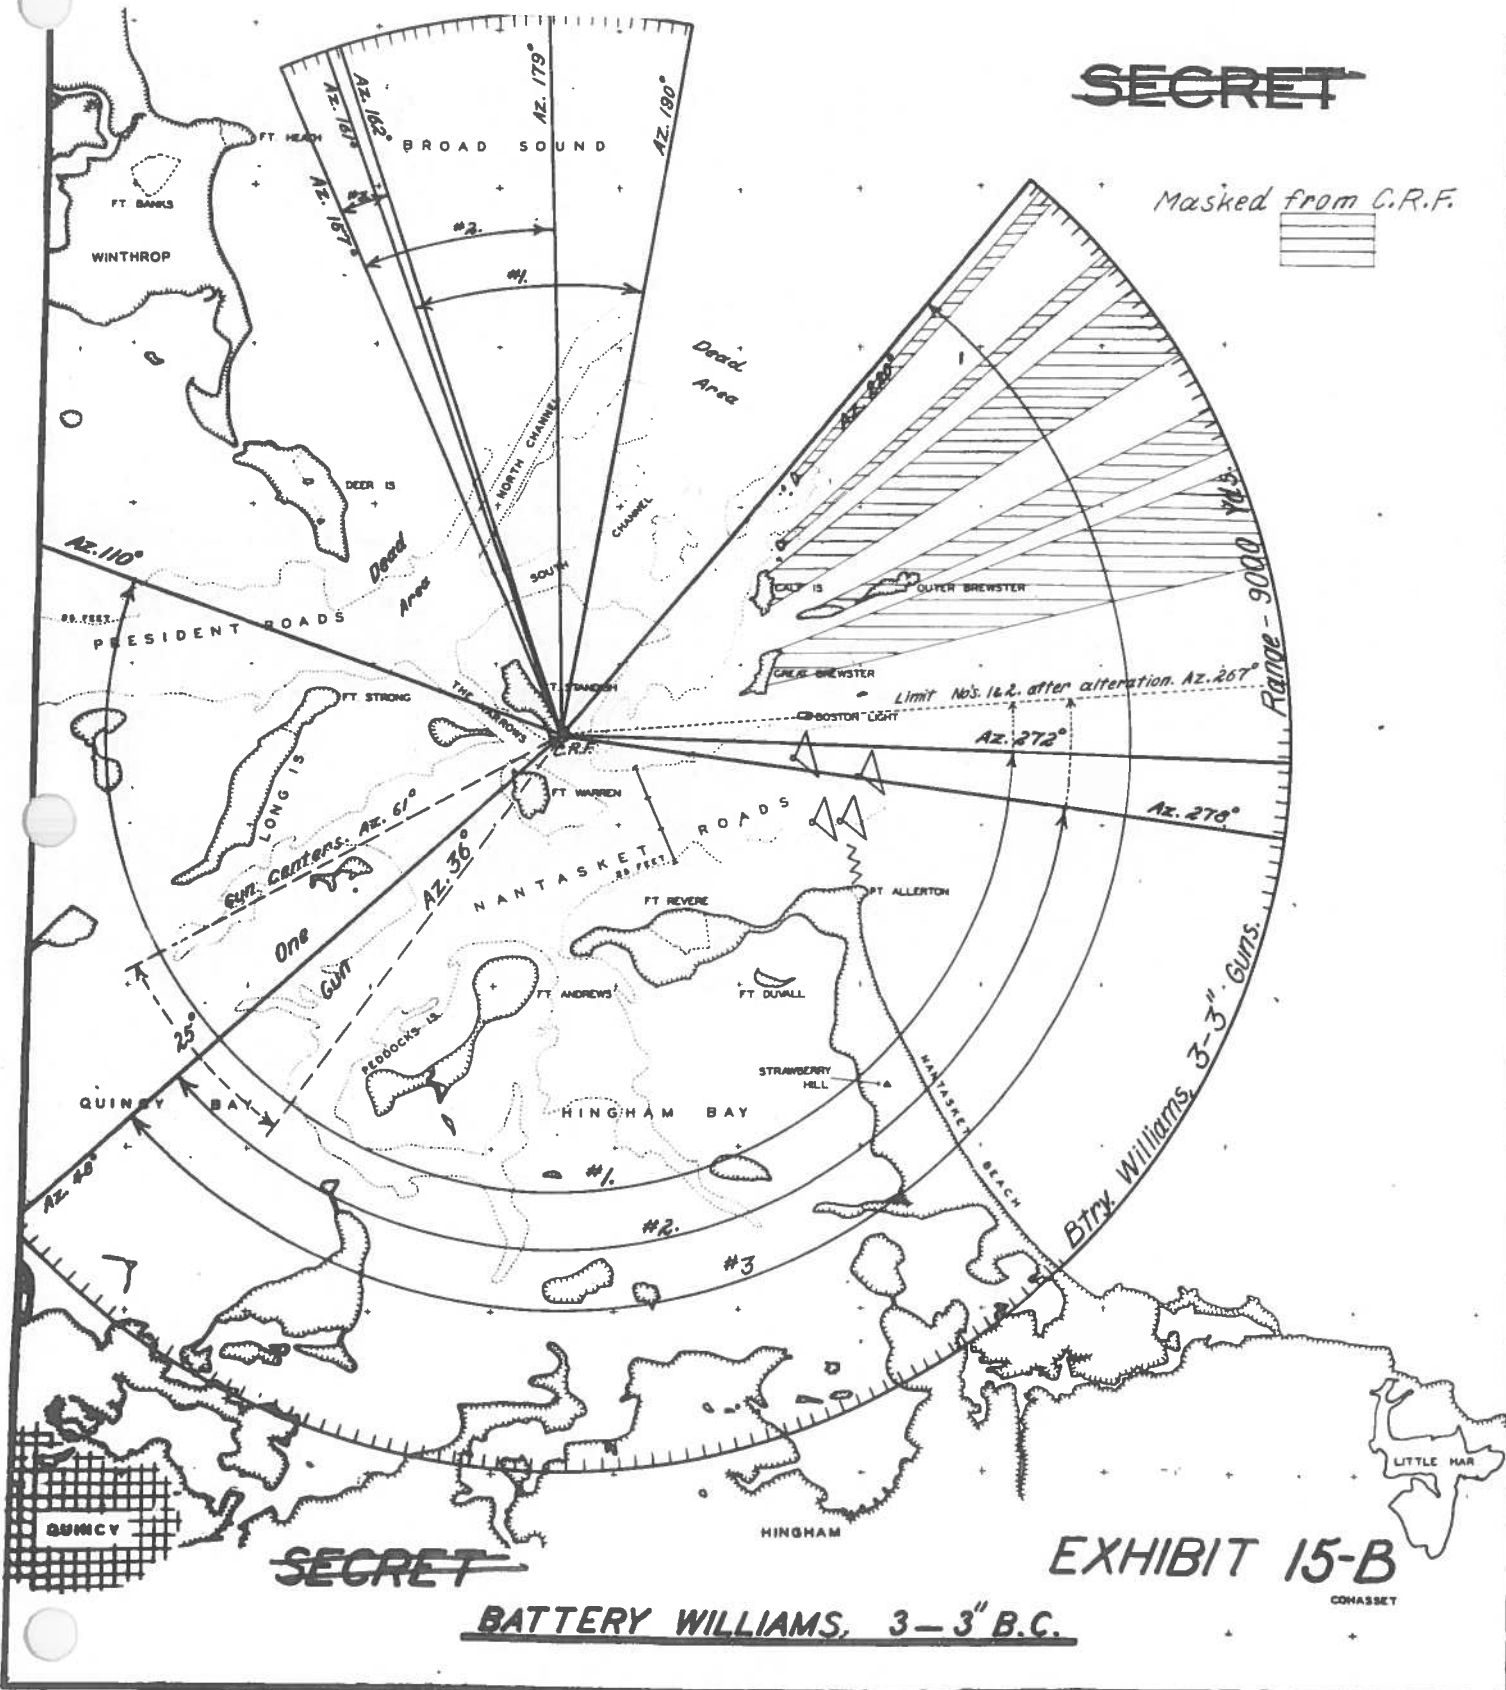 SECRET
Masked from C.R.F.
Az. 161°
Az. 162°
Az. 179°
Az. 190°
Az. 157°
BROAD SOUND
FT. HEATH
FT BANKS
WINTHROP
#3
#2.
#1.
Dead
Area
Az. 220°
1
NORTH CHANNEL
DEER IS
SOUTH
CHANNEL
Dead
Area
Az. 110°
PRESIDENT ROADS
CALF IS
OUTER BREWSTER
GREAT BREWSTER
Range - 9000 Yds.
Limit No's. 1&2. after alteration. Az. 267°
BOSTON LIGHT
Az. 272°
Az. 278°
FT STRONG
THE NARROWS
FT. STANDISH
C.R.F.
LONG IS
FT WARREN
Gun Centers. Az. 61°
Az. 36°
NANTASKET ROADS
FT REVERE
FT ALLERTON
One
Gun
25°
FT ANDREWS
FT DUVALL
PEDDOCKS IS.
STRAWBERRY
HILL
NANTASKET BEACH
QUINCY BAY
HINGHAM BAY
Az. 48°
#1.
#2.
#3
Btry. Williams, 3-3" Guns.
LITTLE HAR
QUINCY
HINGHAM
SECRET
EXHIBIT 15-B
COHASSET
BATTERY WILLIAMS, 3-3" B.C.